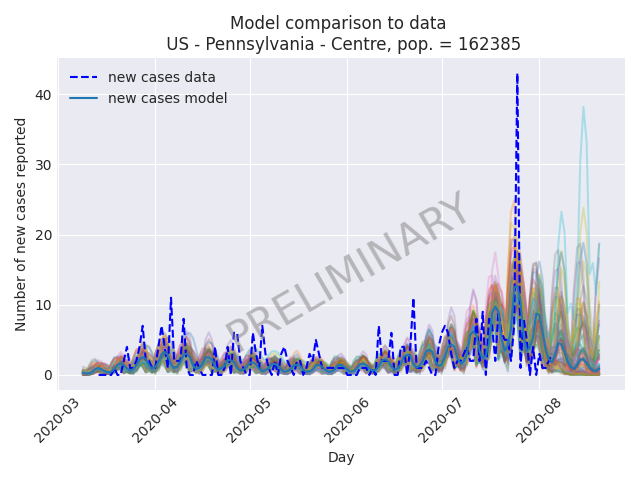 Model comparison to data
US - Pennsylvania - Centre, pop. = 162385
new cases data
new cases model
PRELIMINARY
Number of new cases reported
40
30
20
10
0
2020-03
2020-04
2020-05
2020-06
2020-07
2020-08
Day